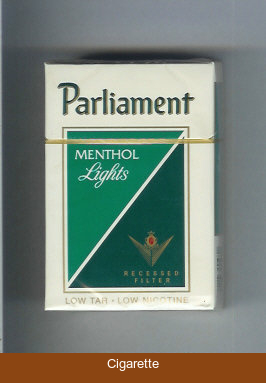 Parliament
MENTHOL
Lights
RECESSED
FILTER
LOW TAR · LOW NICOTINE
Cigarette